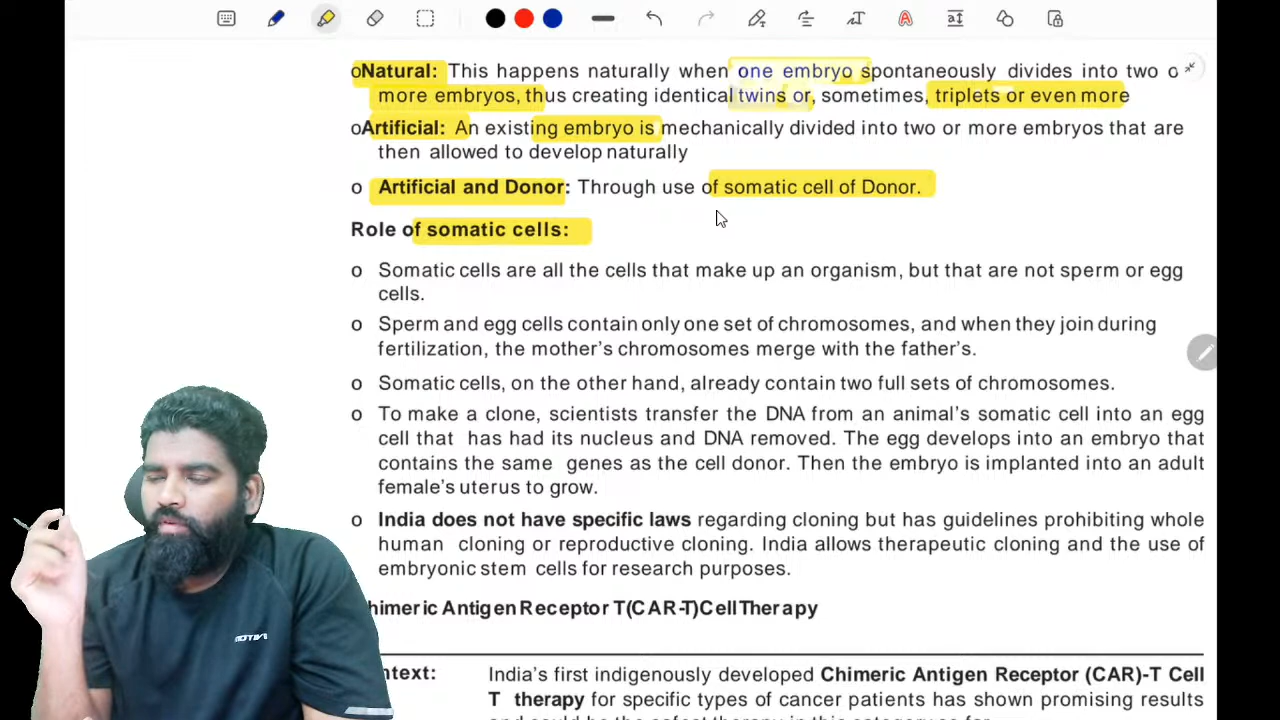 oNatural: This happens naturally when one embryo spontaneously divides into two o
more embryos, thus creating identical twins or, sometimes, triplets or even more
oArtificial: An existing embryo is mechanically divided into two or more embryos that are
then allowed to develop naturally
o Artificial and Donor: Through use of somatic cell of Donor.
Role of somatic cells:
o Somatic cells are all the cells that make up an organism, but that are not sperm or egg
cells.
o Sperm and egg cells contain only one set of chromosomes, and when they join during
fertilization, the mother's chromosomes merge with the father's.
o Somatic cells, on the other hand, already contain two full sets of chromosomes.
o To make a clone, scientists transfer the DNA from an animal's somatic cell into an egg
cell that has had its nucleus and DNA removed. The egg develops into an embryo that
contains the same genes as the cell donor. Then the embryo is implanted into an adult
female's uterus to grow.
o India does not have specific laws regarding cloning but has guidelines prohibiting whole
human cloning or reproductive cloning. India allows therapeutic cloning and the use of
embryonic stem cells for research purposes.
himeric Antigen Receptor T(CAR-T)Cell Therapy
ntext: India's first indigenously developed Chimeric Antigen Receptor (CAR)-T Cell
T therapy for specific types of cancer patients has shown promising results